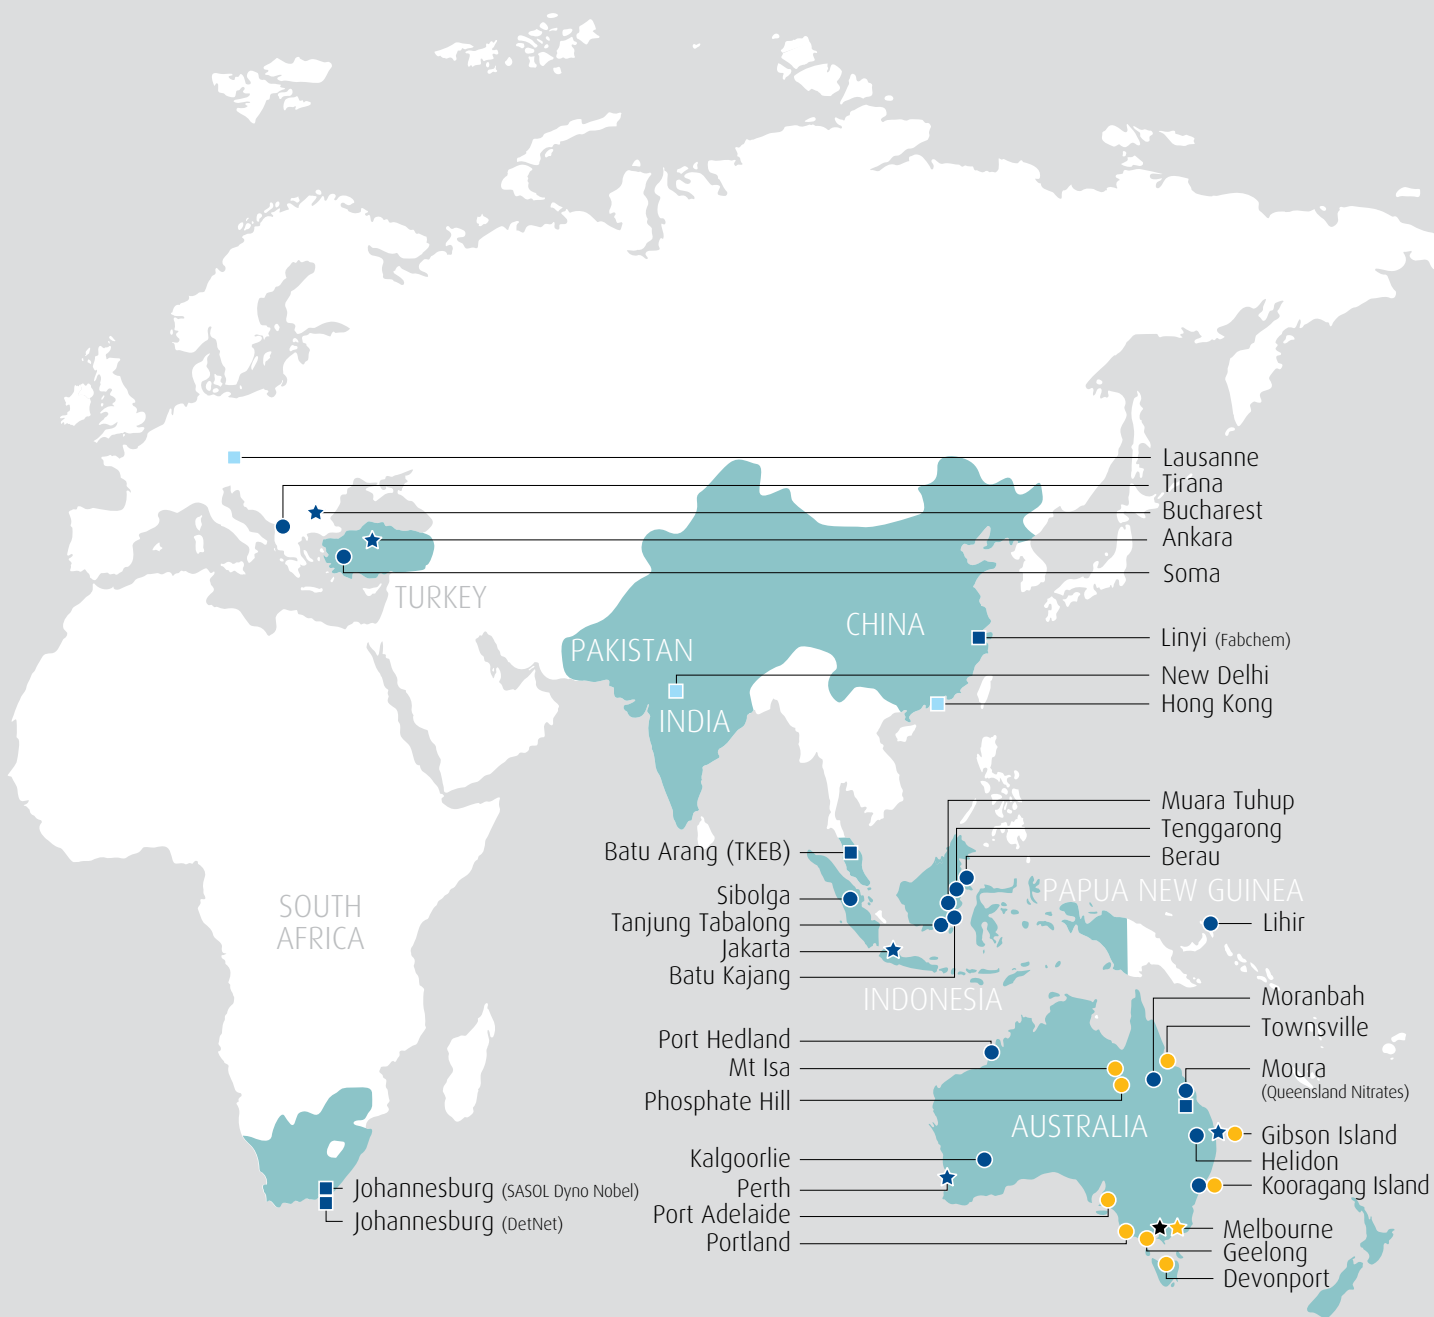 Lausanne
Tirana
Bucharest
Ankara
Soma
TURKEY
CHINA
PAKISTAN
INDIA
Linyi (Fabchem)
New Delhi
Hong Kong
Muara Tuhup
Tenggarong
Berau
Batu Arang (TKEB)
Sibolga
Tanjung Tabalong
Jakarta
Batu Kajang
PAPUA NEW GUINEA
Lihir
SOUTH
AFRICA
INDONESIA
Moranbah
Townsville
Moura
(Queensland Nitrates)
Port Hedland
Mt Isa
Phosphate Hill
AUSTRALIA
Gibson Island
Helidon
Kooragang Island
Kalgoorlie
Perth
Port Adelaide
Portland
Johannesburg (SASOL Dyno Nobel)
Johannesburg (DetNet)
Melbourne
Geelong
Devonport